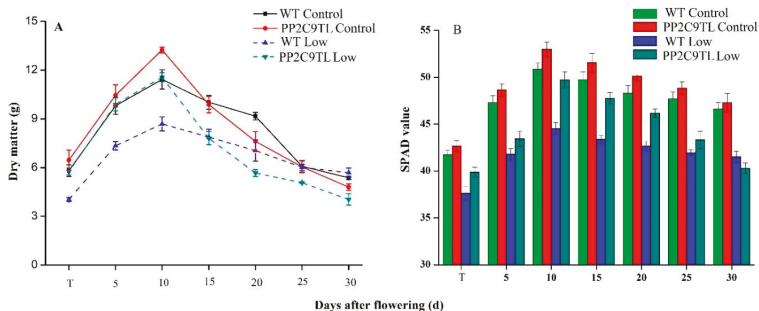 A
WT Control
PP2C9TL Control
WT Low
PP2C9TL Low
Dry matter (g)
15
12
9
6
3
0
T 5 10 15 20 25 30
B
WT Control
PP2C9TL Control
WT Low
PP2C9TL Low
SPAD value
60
55
50
45
40
35
30
T 5 10 15 20 25 30
Days after flowering (d)